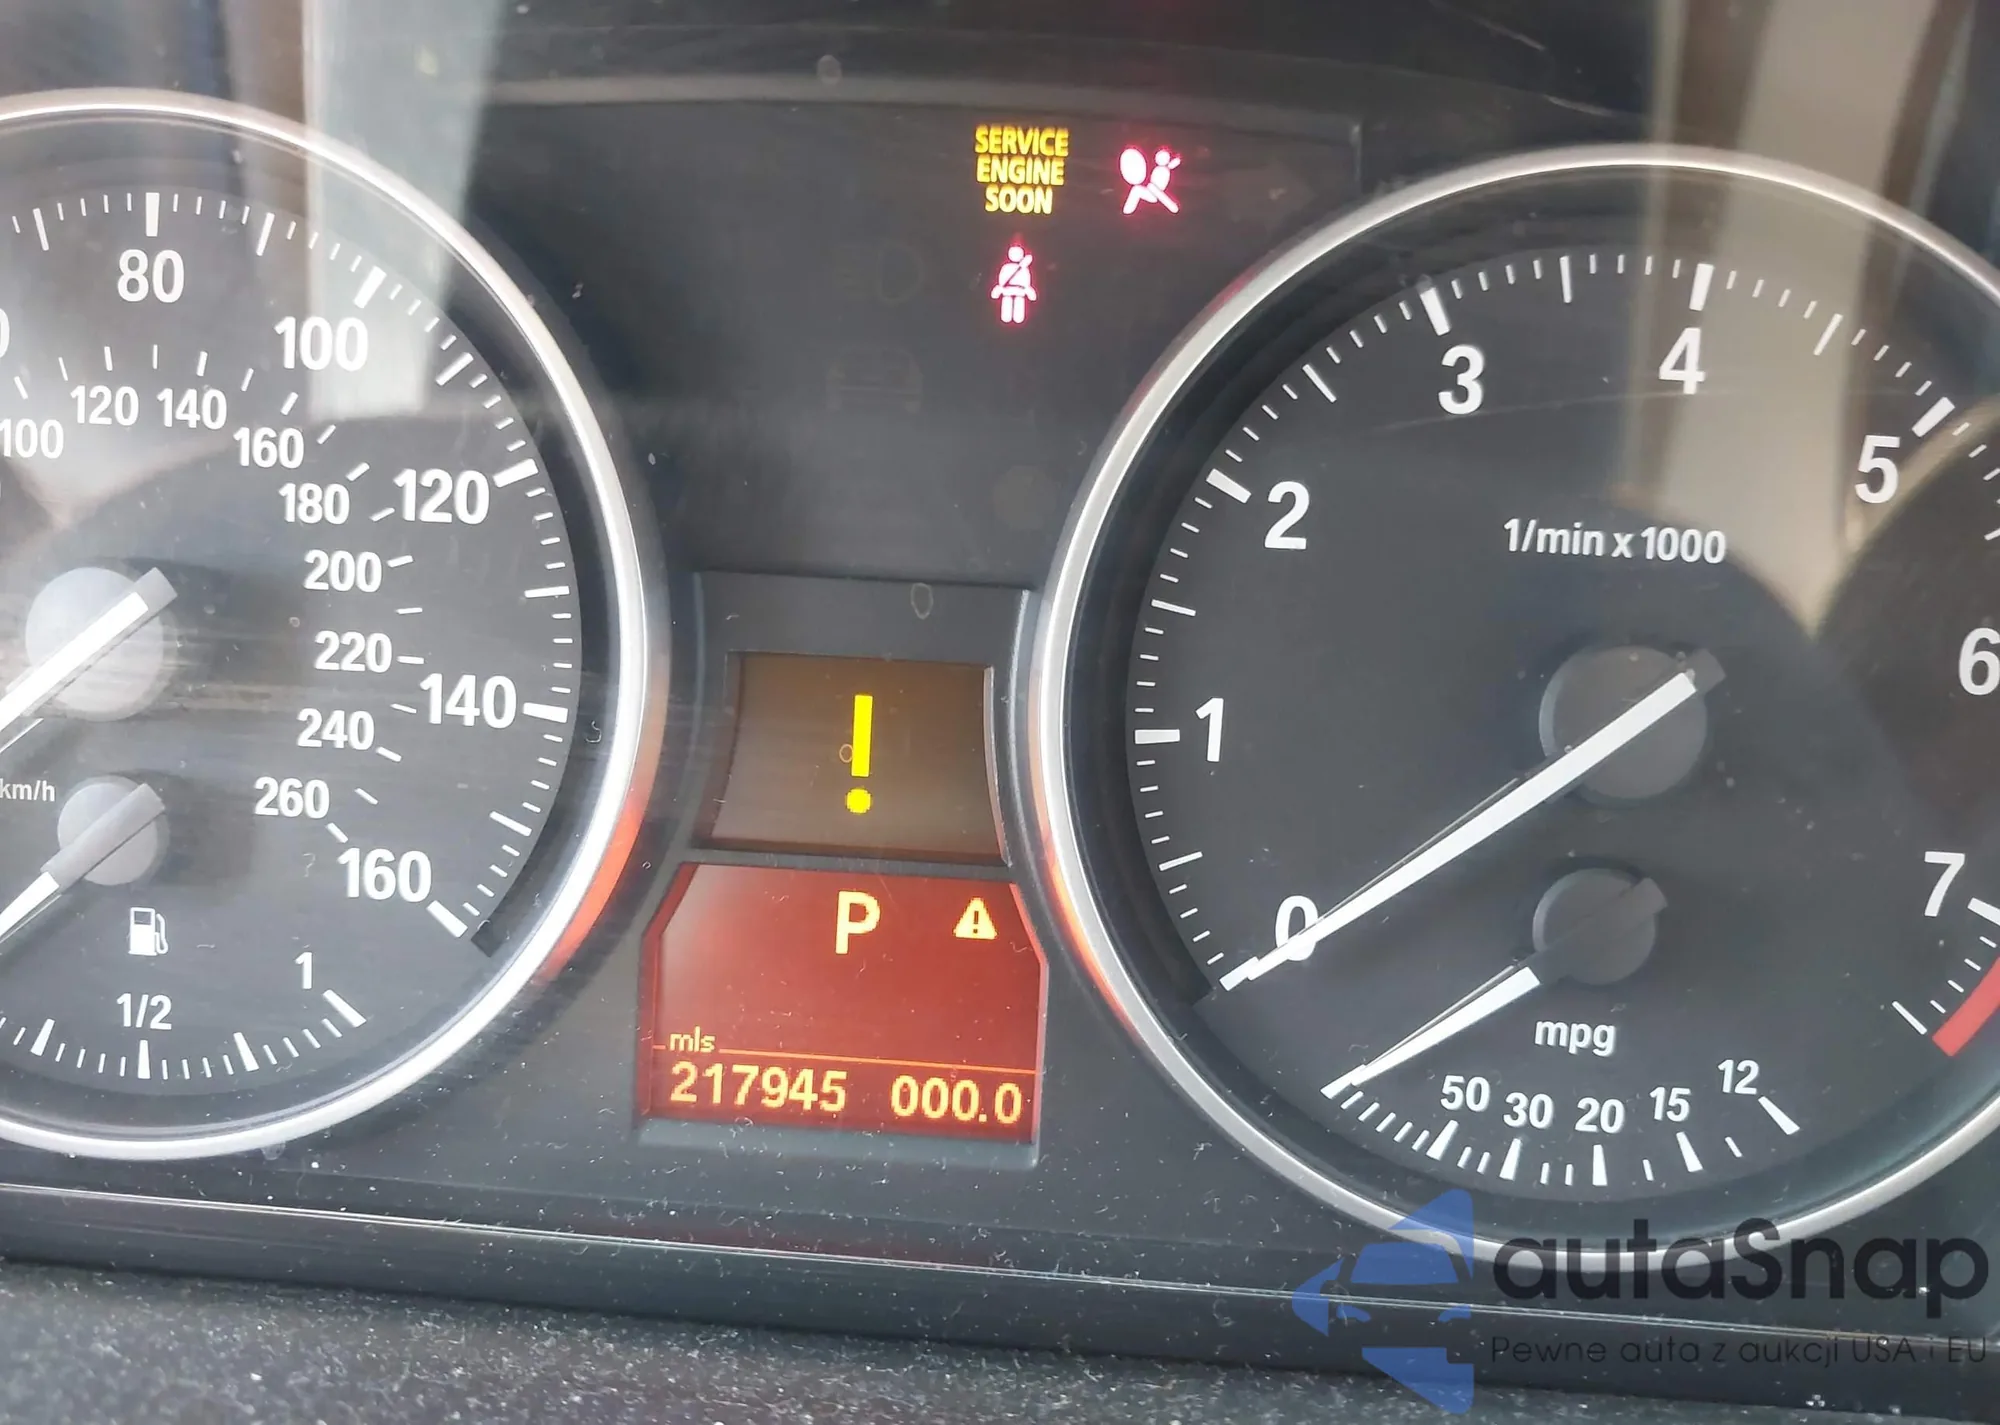 SERVICE
ENGINE
SOON
80
100
120
140
160
100
120
140
160
180
200
220
240
260
km/h
1/2
1
!
P
mls
217945 000.0
0
1
2
3
4
5
6
7
1/min x 1000
mpg
50 30 20 15 12
autaSnap
Pewne auta z aukcji USA i EU